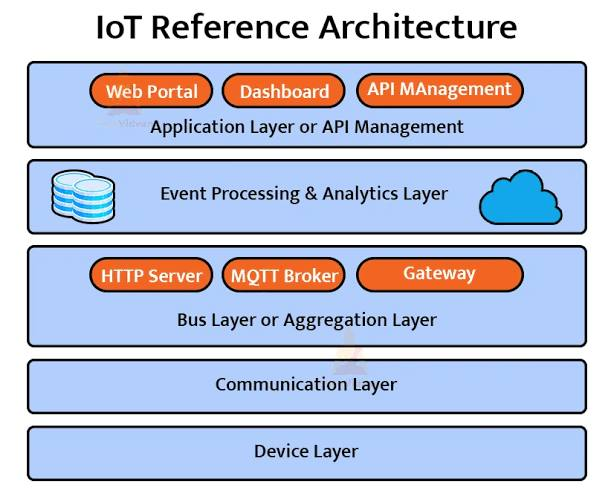 IoT Reference Architecture
Web Portal
Dashboard
API MAnagement
Application Layer or API Management
Event Processing & Analytics Layer
HTTP Server
MQTT Broker
Gateway
Bus Layer or Aggregation Layer
Communication Layer
Device Layer